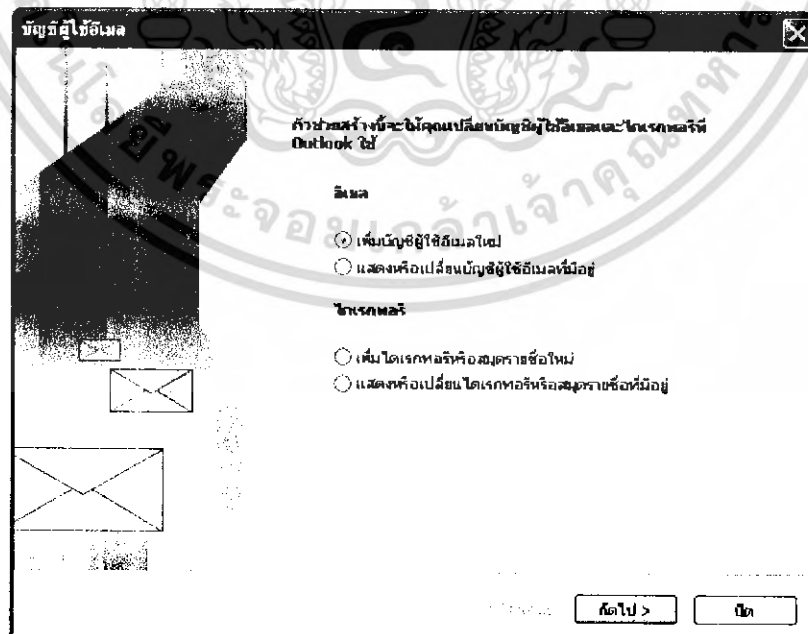 บัญชีผู้ใช้อีเมล
ตัวช่วยสร้างนี้จะให้คุณเปลี่ยนบัญชีผู้ใช้อีเมลและไดเรกทอรีที่
Outlook ใช้
อีเมล
เพิ่มบัญชีผู้ใช้อีเมลใหม่
แสดงหรือเปลี่ยนบัญชีผู้ใช้อีเมลที่มีอยู่
ไดเรกทอรี
เพิ่มไดเรกทอรีหรือสมุดรายชื่อใหม่
แสดงหรือเปลี่ยนไดเรกทอรีหรือสมุดรายชื่อที่มีอยู่
ถัดไป >
ปิด